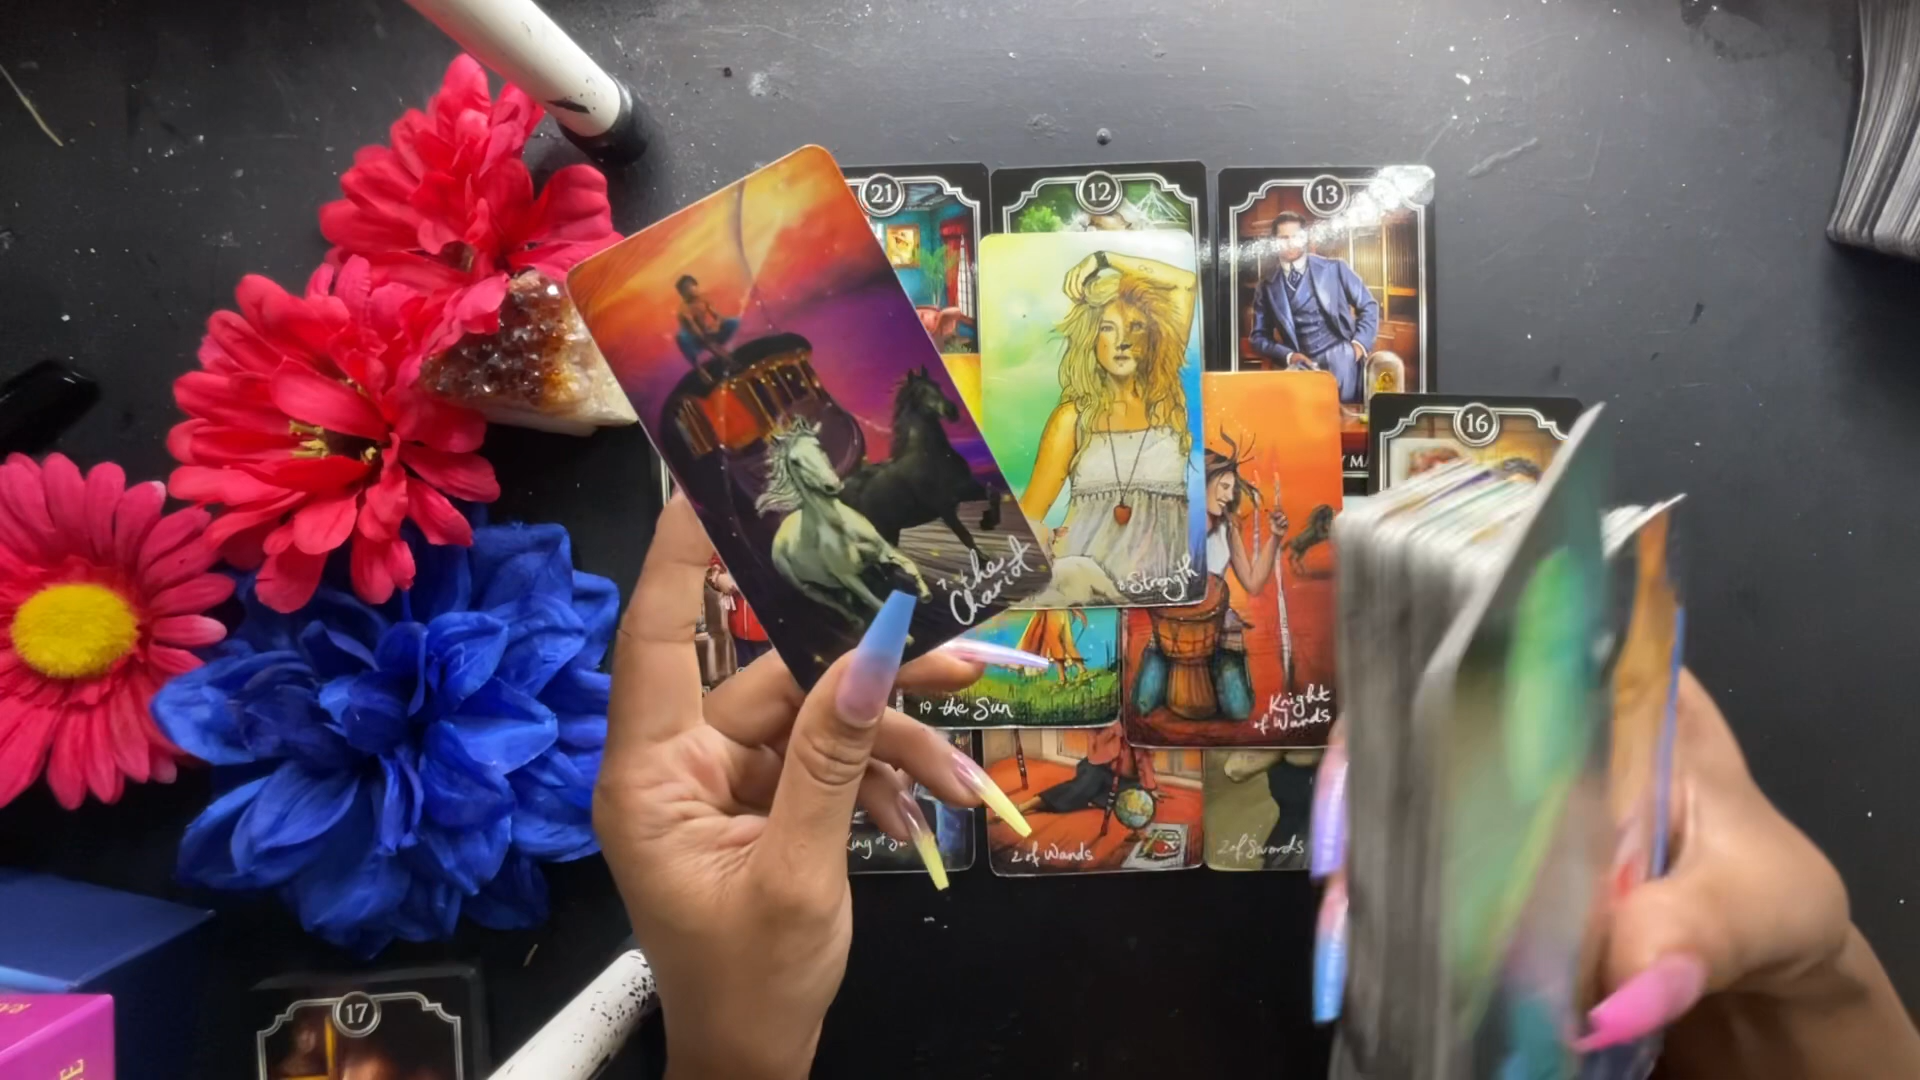 21
12
13
16
7. the
Chariot
8 Strength
19 the Sun
Knight
of Wands
2 of Wands
2 of Swords
17